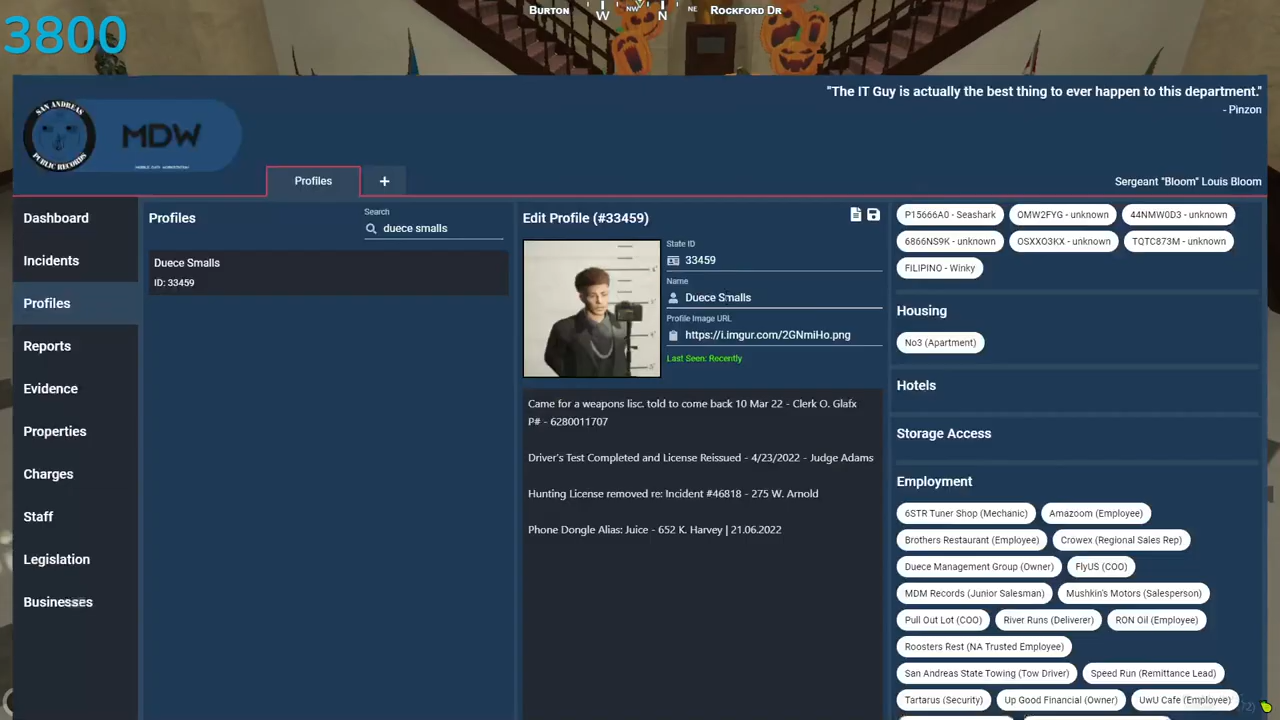 BURTON
W
NW
N
NE
ROCKFORD DR
3800
"The IT Guy is actually the best thing to ever happen to this department."
- Pinzon
SAN ANDREAS
PUBLIC RECORDS
MDW
MOBILE DATA WORKSTATION
Profiles
+
Sergeant "Bloom" Louis Bloom
Dashboard
Incidents
Profiles
Reports
Evidence
Properties
Charges
Staff
Legislation
Businesses
Profiles
Search
duece smalls
Duece Smalls
ID: 33459
Edit Profile (#33459)
State ID
33459
Name
Duece Smalls
Profile Image URL
https://i.imgur.com/2GNmiHo.png
Last Seen: Recently
Came for a weapons lisc. told to come back 10 Mar 22 - Clerk O. Glafx
P# - 6280011707
Driver's Test Completed and License Reissued - 4/23/2022 - Judge Adams
Hunting License removed re: Incident #46818 - 275 W. Arnold
Phone Dongle Alias: Juice - 652 K. Harvey | 21.06.2022
P15666A0 - Seashark
OMW2FYG - unknown
44NMW0D3 - unknown
6866NS9K - unknown
OSXXO3KX - unknown
TQTC873M - unknown
FILIPINO - Winky
Housing
No3 (Apartment)
Hotels
Storage Access
Employment
6STR Tuner Shop (Mechanic)
Amazoom (Employee)
Brothers Restaurant (Employee)
Crowex (Regional Sales Rep)
Duece Management Group (Owner)
FlyUS (COO)
MDM Records (Junior Salesman)
Mushkin's Motors (Salesperson)
Pull Out Lot (COO)
River Runs (Deliverer)
RON Oil (Employee)
Roosters Rest (NA Trusted Employee)
San Andreas State Towing (Tow Driver)
Speed Run (Remittance Lead)
Tartarus (Security)
Up Good Financial (Owner)
UwU Cafe (Employee)